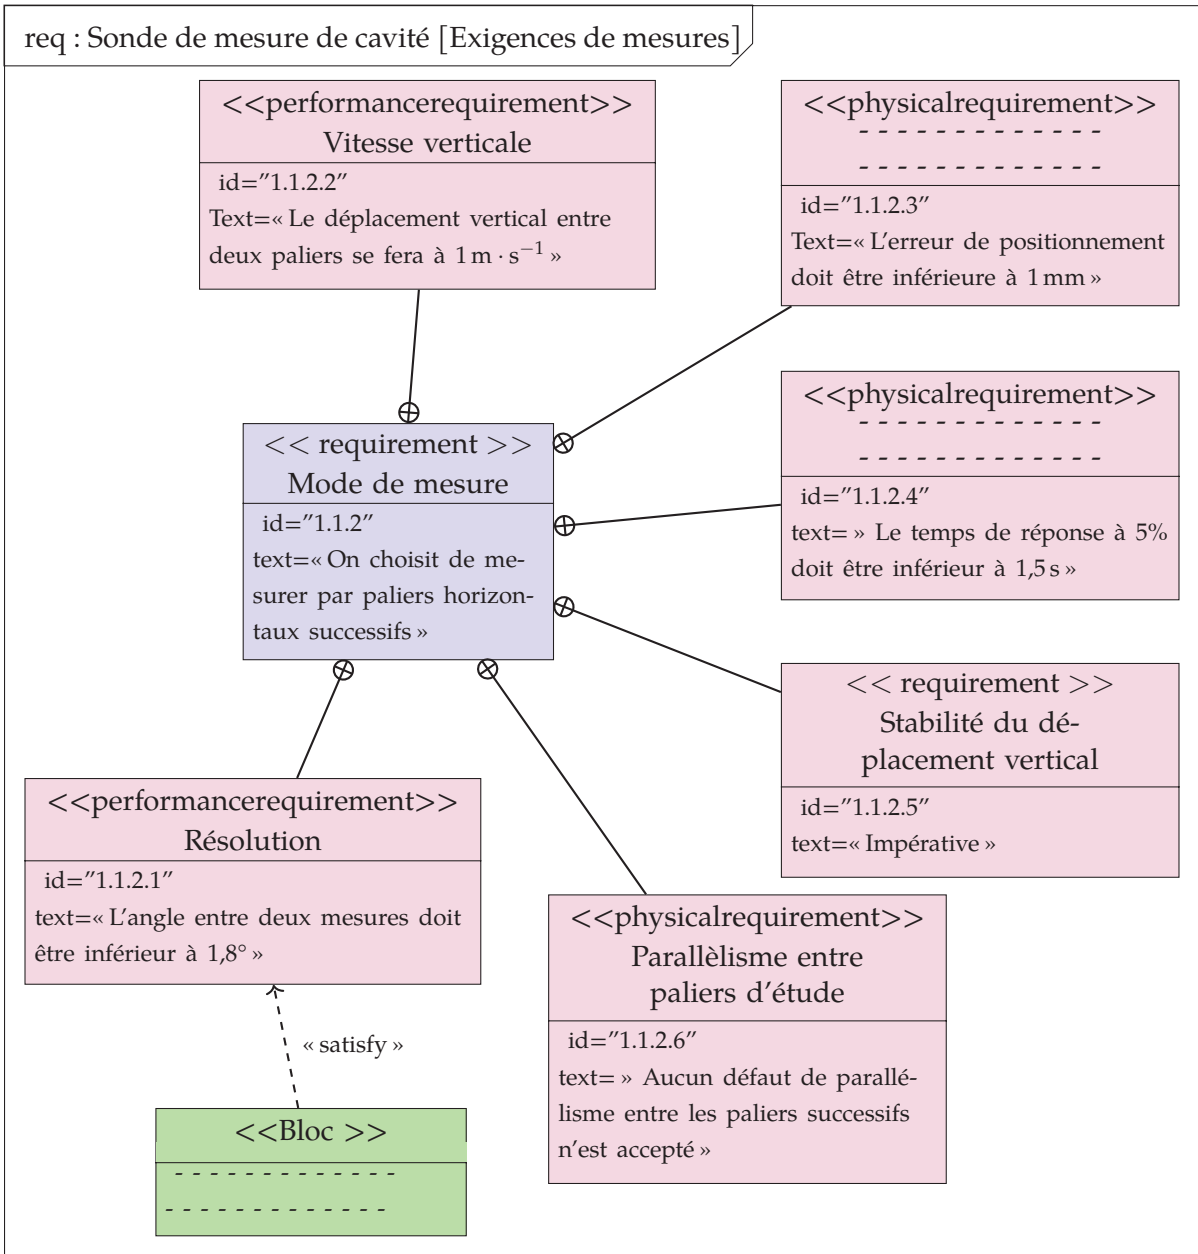 req : Sonde de mesure de cavité [Exigences de mesures]
<<performancerequirement>>
Vitesse verticale
id=″1.1.2.2″
Text=« Le déplacement vertical entre
deux paliers se fera à 1 m · s⁻¹ »
<<physicalrequirement>>
- - - - - - - - - - - - -
- - - - - - - - - - - - -
id=″1.1.2.3″
Text=« L’erreur de positionnement
doit être inférieure à 1 mm »
<<physicalrequirement>>
- - - - - - - - - - - - -
- - - - - - - - - - - - -
id=″1.1.2.4″
text= » Le temps de réponse à 5%
doit être inférieur à 1,5 s »
<< requirement >>
Mode de mesure
id=″1.1.2″
text=« On choisit de me-
surer par paliers horizon-
taux successifs »
<< requirement >>
Stabilité du dé-
placement vertical
id=″1.1.2.5″
text=« Impérative »
<<performancerequirement>>
Résolution
id=″1.1.2.1″
text=« L’angle entre deux mesures doit
être inférieur à 1,8° »
<<physicalrequirement>>
Parallèlisme entre
paliers d’étude
id=″1.1.2.6″
text= » Aucun défaut de parallé-
lisme entre les paliers successifs
n’est accepté »
« satisfy »
<<Bloc >>
- - - - - - - - - - - - -
- - - - - - - - - - - - -